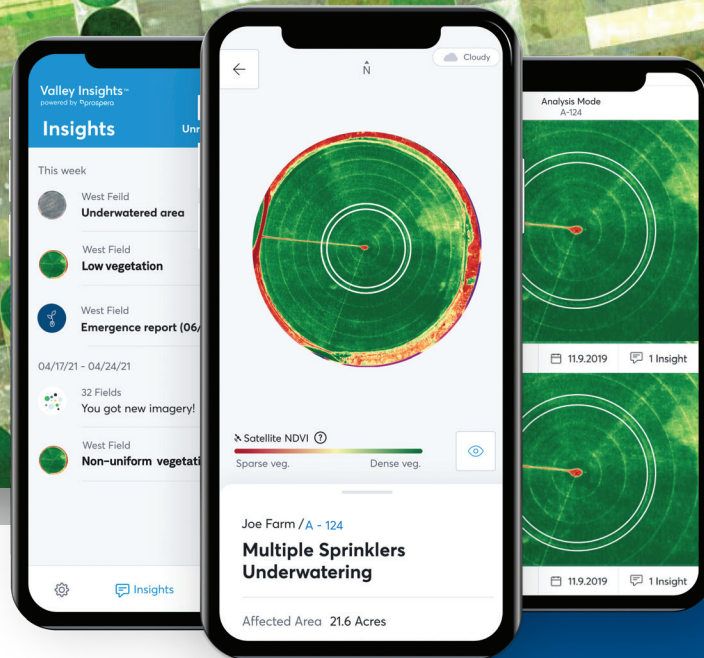 Valley Insights™
powered by prospera
Insights
This week
West Feild
Underwatered area
West Field
Low vegetation
West Field
Emergence report (06/
04/17/21 - 04/24/21
32 Fields
You got new imagery!
West Field
Non-uniform vegetati
Insights
Cloudy
N
Satellite NDVI ?
Sparse veg. Dense veg.
Joe Farm / A - 124
Multiple Sprinklers
Underwatering
Affected Area 21.6 Acres
Analysis Mode
A-124
11.9.2019 1 Insight
11.9.2019 1 Insight